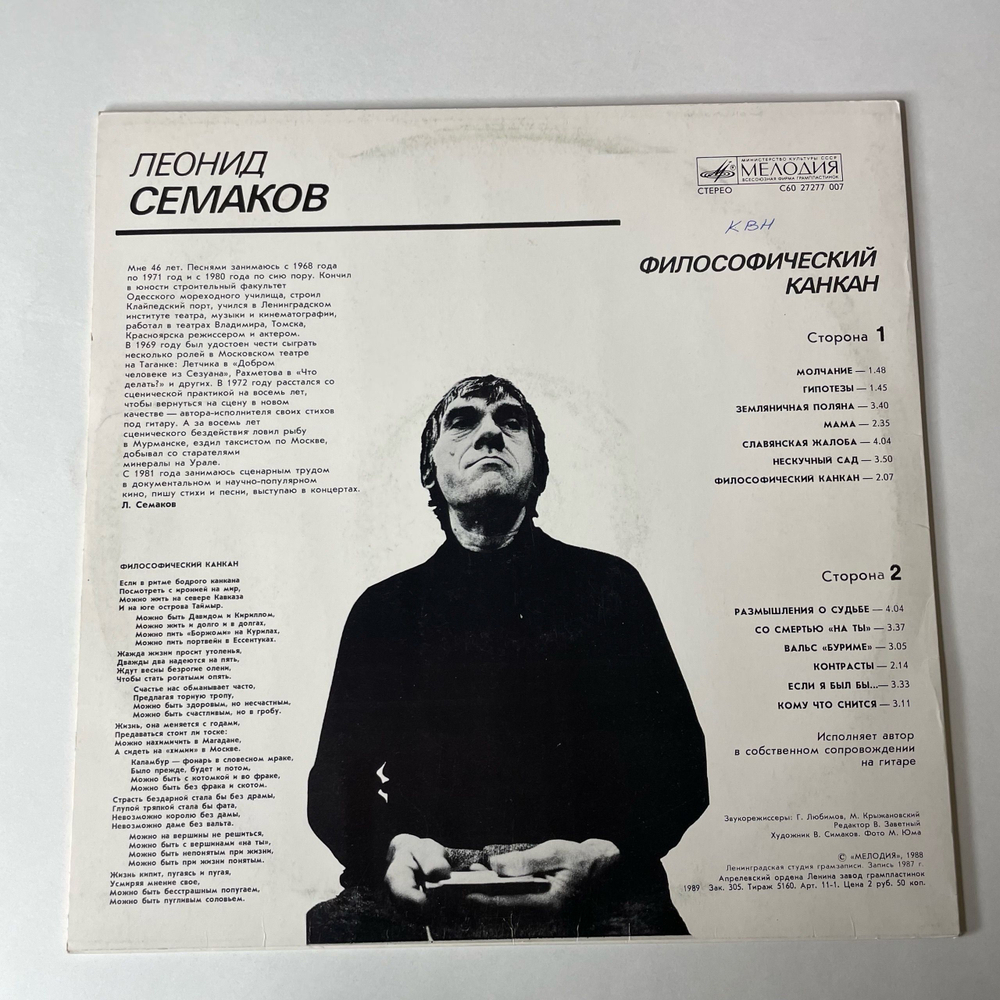 ЛЕОНИД
СЕМАКОВ
МИНИСТЕРСТВО КУЛЬТУРЫ СССР
МЕЛОДИЯ
ВСЕСОЮЗНАЯ ФИРМА ГРАМПЛАСТИНОК
СТЕРЕО С60 27277 007
КВН
ФИЛОСОФИЧЕСКИЙ
КАНКАН
Мне 46 лет. Песнями занимаюсь с 1968 года
по 1971 год и с 1980 года по сию пору. Кончил
в юности строительный факультет
Одесского мореходного училища, строил
Клайпедский порт, учился в Ленинградском
институте театра, музыки и кинематографии,
работал в театрах Владимира, Томска,
Красноярска режиссером и актером.
В 1969 году был удостоен чести сыграть
несколько ролей в Московском театре
на Таганке: Летчика в «Добром
человеке из Сезуана», Рахметова в «Что
делать?» и других. В 1972 году расстался со
сценической практикой на восемь лет,
чтобы вернуться на сцену в новом
качестве — автора-исполнителя своих стихов
под гитару. А за восемь лет
сценического бездействия ловил рыбу
в Мурманске, ездил таксистом по Москве,
добывал со старателями
минералы на Урале.
С 1981 года занимаюсь сценарным трудом
в документальном и научно-популярном
кино, пишу стихи и песни, выступаю в концертах.
Л. Семаков
ФИЛОСОФИЧЕСКИЙ КАНКАН
Если в ритме бодрого канкана
Посмотреть с иронией на мир,
Можно жить на севере Кавказа
И на юге острова Таймыр.
Можно быть Давидом и Кириллом,
Можно жить и долго и в долгах,
Можно пить «Боржоми» на Курилах,
Можно пить портвейн в Ессентуках.
Жажда жизни просит утоленья,
Дважды два надеются на пять,
Ждут весны безрогие олени,
Чтобы стать рогатыми опять.
Счастье нас обманывает часто,
Предлагая торную тропу,
Можно быть здоровым, но несчастным,
Можно быть счастливым, но в гробу.
Жизнь, она меняется с годами,
Предаваться стоит ли тоске:
Можно нахимичить в Магадане,
А сидеть на «химии» в Москве.
Каламбур — фонарь в словесном мраке,
Было прежде, будет и потом,
Можно быть с котомкой и во фраке,
Можно быть без фрака и скотом.
Страсть бездарной стала бы без драмы,
Глупой тряпкой стала бы фата,
Невозможно королю без дамы,
Невозможно даме без вальта.
Можно на вершины не решиться,
Можно быть с вершинами «на ты»,
Можно быть непонятым при жизни,
Можно быть при жизни понятым.
Жизнь кипит, пугаясь и пугая,
Усмиряя мнение свое,
Можно быть бесстрашным попугаем,
Можно быть пугливым соловьем.
Сторона 1
МОЛЧАНИЕ — 1.48
ГИПОТЕЗЫ — 1.45
ЗЕМЛЯНИЧНАЯ ПОЛЯНА — 3.40
МАМА — 2.35
СЛАВЯНСКАЯ ЖАЛОБА — 4.04
НЕСКУЧНЫЙ САД — 3.50
ФИЛОСОФИЧЕСКИЙ КАНКАН — 2.07
Сторона 2
РАЗМЫШЛЕНИЯ О СУДЬБЕ — 4.04
СО СМЕРТЬЮ «НА ТЫ» — 3.37
ВАЛЬС «БУРИМЕ» — 3.05
КОНТРАСТЫ — 2.14
ЕСЛИ Я БЫЛ БЫ...— 3.33
КОМУ ЧТО СНИТСЯ — 3.11
Исполняет автор
в собственном сопровождении
на гитаре
Звукорежиссеры: Г. Любимов, М. Крыжановский
Редактор В. Заветный
Художник В. Симаков. Фото М. Юма
© «МЕЛОДИЯ», 1988
Ленинградская студия грамзаписи. Запись 1987 г.
Апрелевский ордена Ленина завод грампластинок
1989 Зак. 305. Тираж 5160. Арт. 11-1. Цена 2 руб. 50 коп.